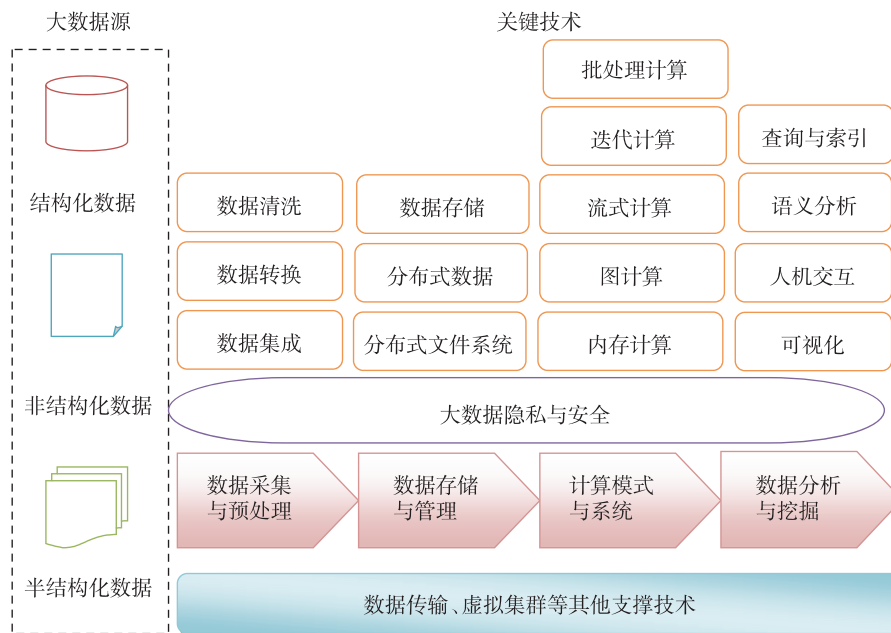 大数据源
关键技术
批处理计算
迭代计算
查询与索引
结构化数据
数据清洗
数据存储
流式计算
语义分析
数据转换
分布式数据
图计算
人机交互
数据集成
分布式文件系统
内存计算
可视化
非结构化数据
大数据隐私与安全
数据采集
与预处理
数据存储
与管理
计算模式
与系统
数据分析
与挖掘
半结构化数据
数据传输、虚拟集群等其他支撑技术